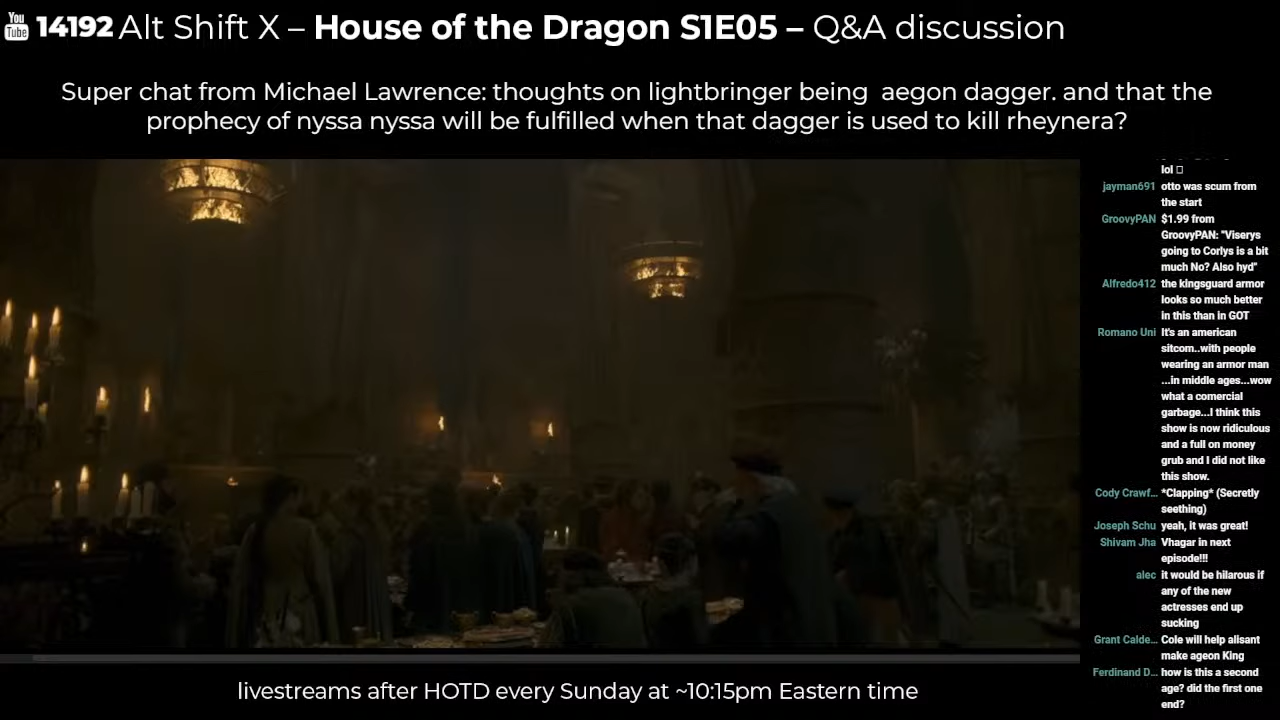 You Tube 14192 Alt Shift X – House of the Dragon S1E05 – Q&A discussion
Super chat from Michael Lawrence: thoughts on lightbringer being  aegon dagger. and that the
prophecy of nyssa nyssa will be fulfilled when that dagger is used to kill rheynera?
lol
jayman691 otto was scum from
the start
GroovyPAN $1.99 from
GroovyPAN: "Viserys
going to Corlys is a bit
much No? Also hyd"
Alfredo412 the kingsguard armor
looks so much better
in this than in GOT
Romano Uni It's an american
sitcom..with people
wearing an armor man
...in middle ages...wow
what a comercial
garbage...I think this
show is now ridiculous
and a full on money
grub and I did not like
this show.
Cody Crawf... *Clapping* (Secretly
seething)
Joseph Schu yeah, it was great!
Shivam Jha Vhagar in next
episode!!!
alec it would be hilarous if
any of the new
actresses end up
sucking
Grant Calde... Cole will help alisant
make ageon King
Ferdinand D... how is this a second
age? did the first one
end?
livestreams after HOTD every Sunday at ~10:15pm Eastern time